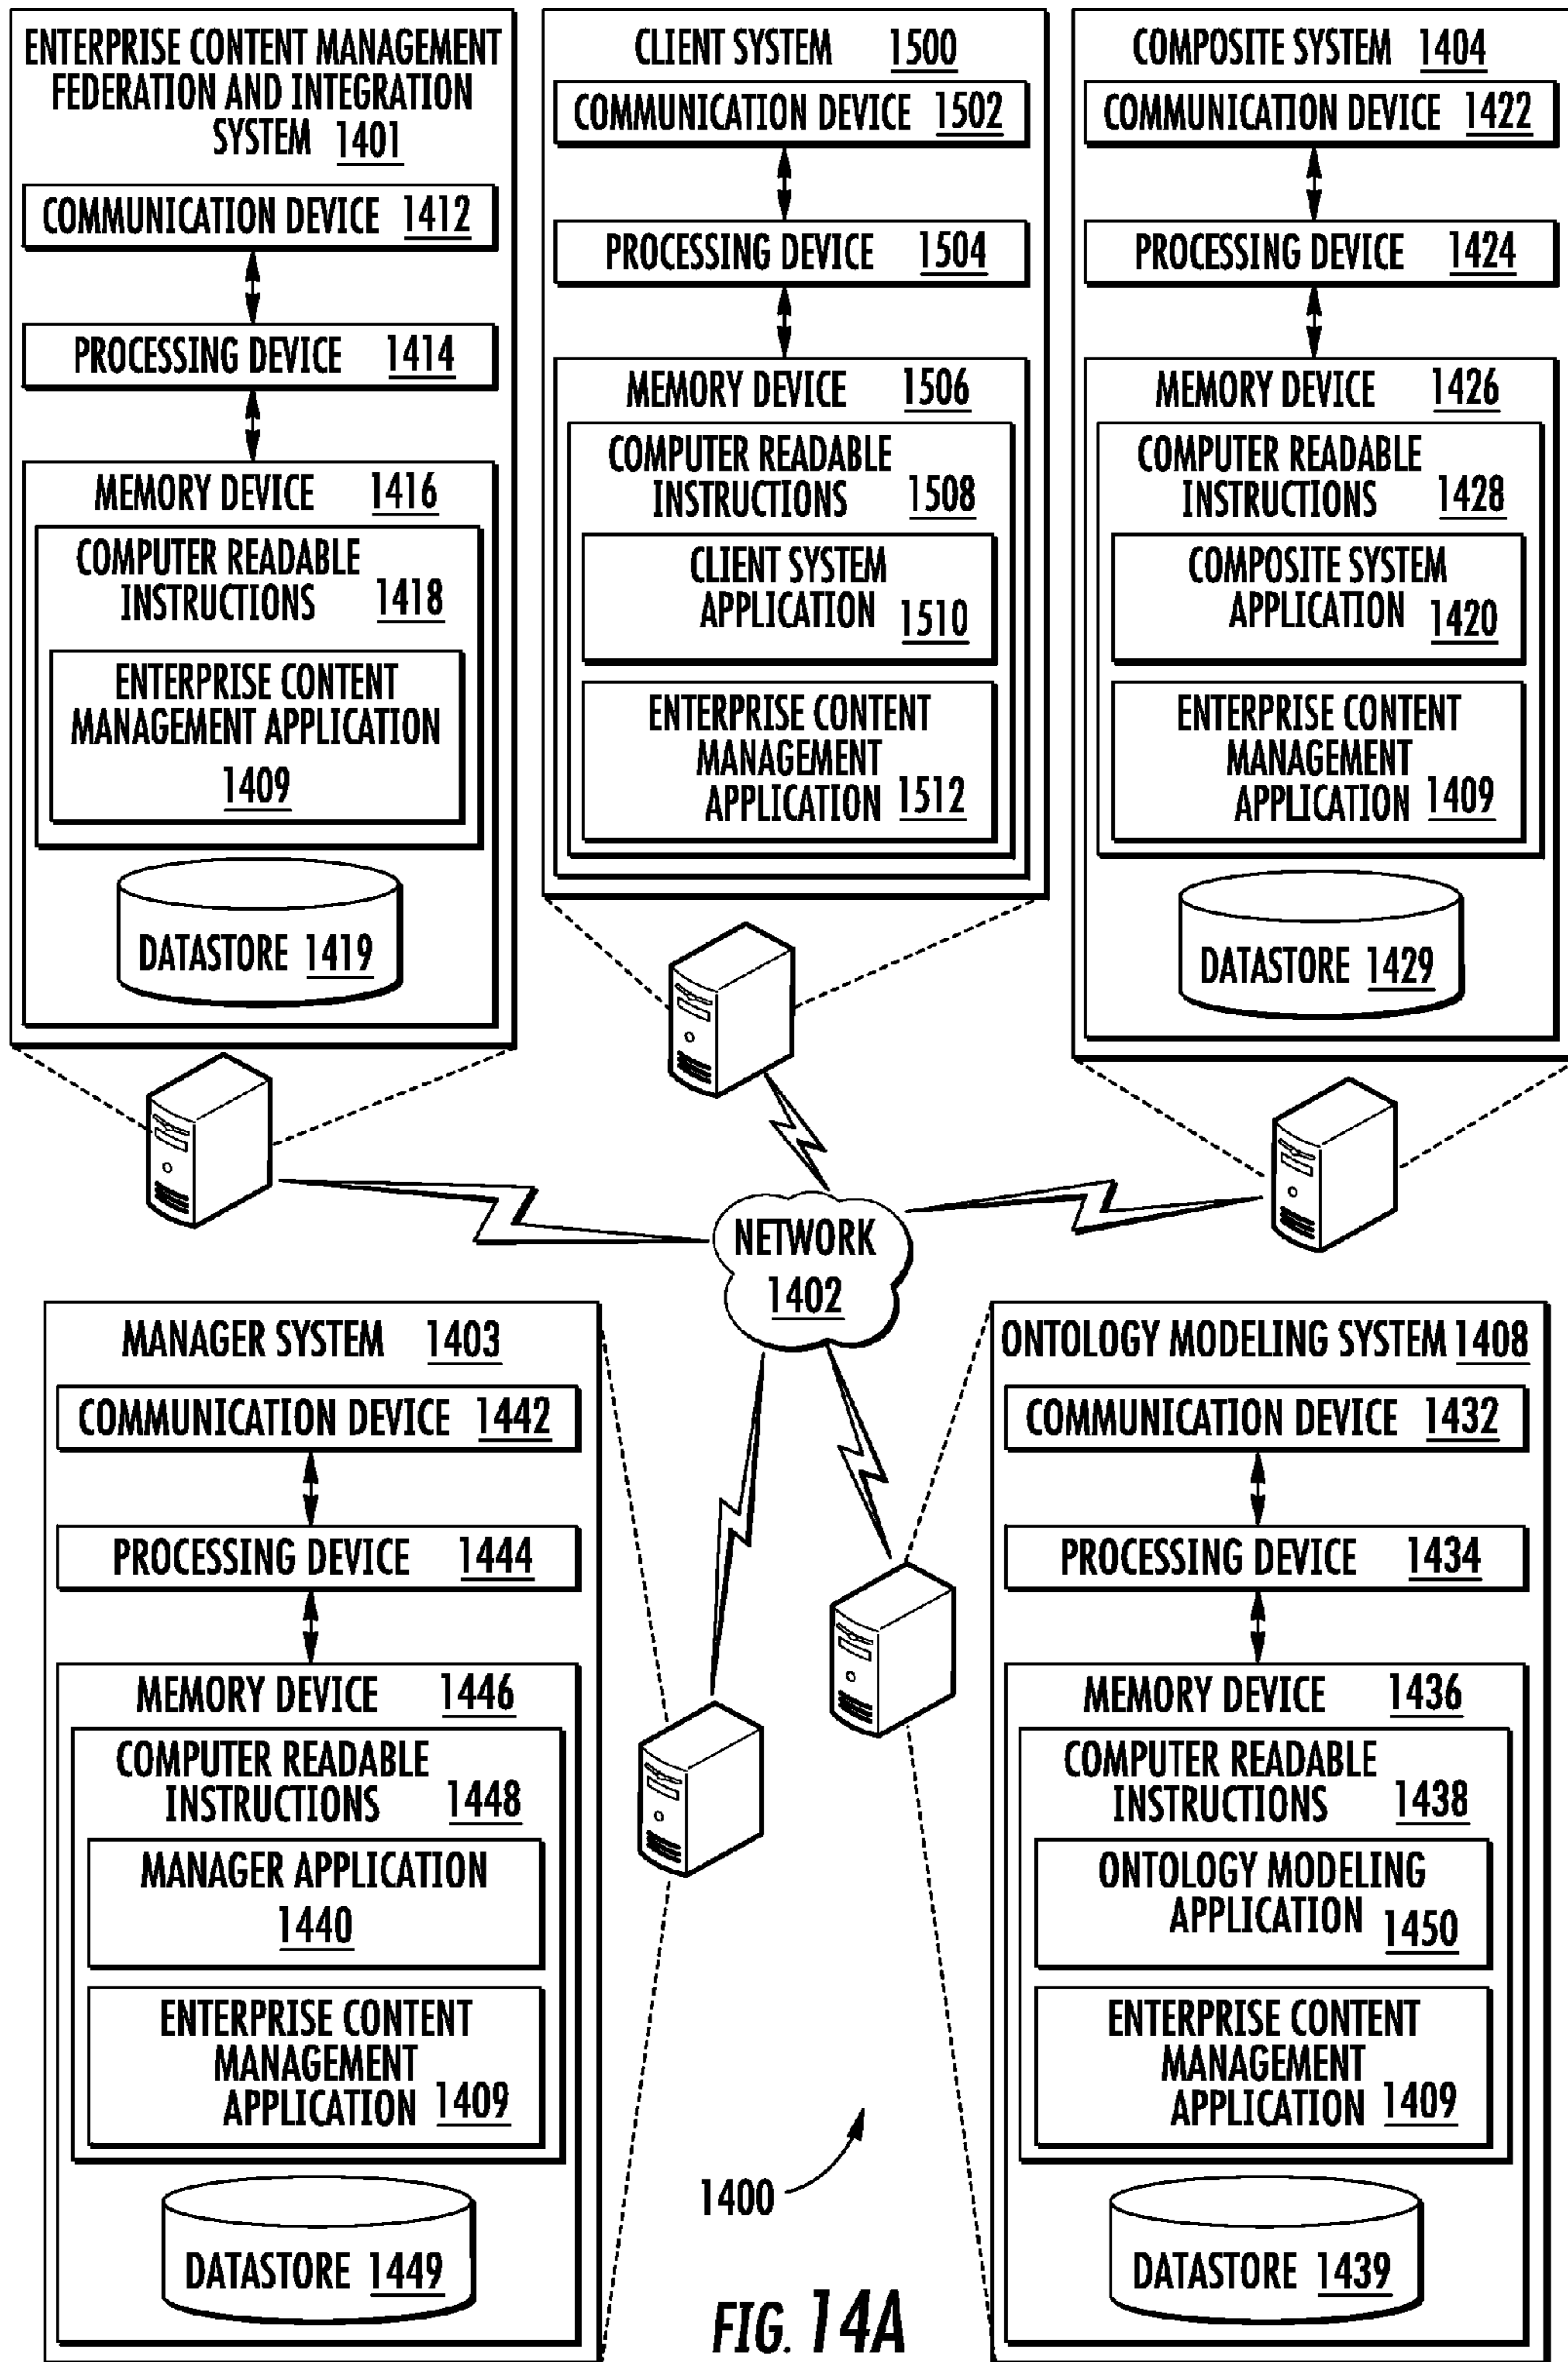 ENTERPRISE CONTENT MANAGEMENT
FEDERATION AND INTEGRATION
SYSTEM 1401
COMMUNICATION DEVICE 1412
PROCESSING DEVICE 1414
MEMORY DEVICE 1416
COMPUTER READABLE
INSTRUCTIONS 1418
ENTERPRISE CONTENT
MANAGEMENT APPLICATION
1409
DATASTORE 1419
CLIENT SYSTEM 1500
COMMUNICATION DEVICE 1502
PROCESSING DEVICE 1504
MEMORY DEVICE 1506
COMPUTER READABLE
INSTRUCTIONS 1508
CLIENT SYSTEM
APPLICATION 1510
ENTERPRISE CONTENT
MANAGEMENT
APPLICATION 1512
COMPOSITE SYSTEM 1404
COMMUNICATION DEVICE 1422
PROCESSING DEVICE 1424
MEMORY DEVICE 1426
COMPUTER READABLE
INSTRUCTIONS 1428
COMPOSITE SYSTEM
APPLICATION 1420
ENTERPRISE CONTENT
MANAGEMENT
APPLICATION 1409
DATASTORE 1429
NETWORK
1402
MANAGER SYSTEM 1403
COMMUNICATION DEVICE 1442
PROCESSING DEVICE 1444
MEMORY DEVICE 1446
COMPUTER READABLE
INSTRUCTIONS 1448
MANAGER APPLICATION
1440
ENTERPRISE CONTENT
MANAGEMENT
APPLICATION 1409
DATASTORE 1449
ONTOLOGY MODELING SYSTEM 1408
COMMUNICATION DEVICE 1432
PROCESSING DEVICE 1434
MEMORY DEVICE 1436
COMPUTER READABLE
INSTRUCTIONS 1438
ONTOLOGY MODELING
APPLICATION 1450
ENTERPRISE CONTENT
MANAGEMENT
APPLICATION 1409
DATASTORE 1439
1400
FIG. 14A